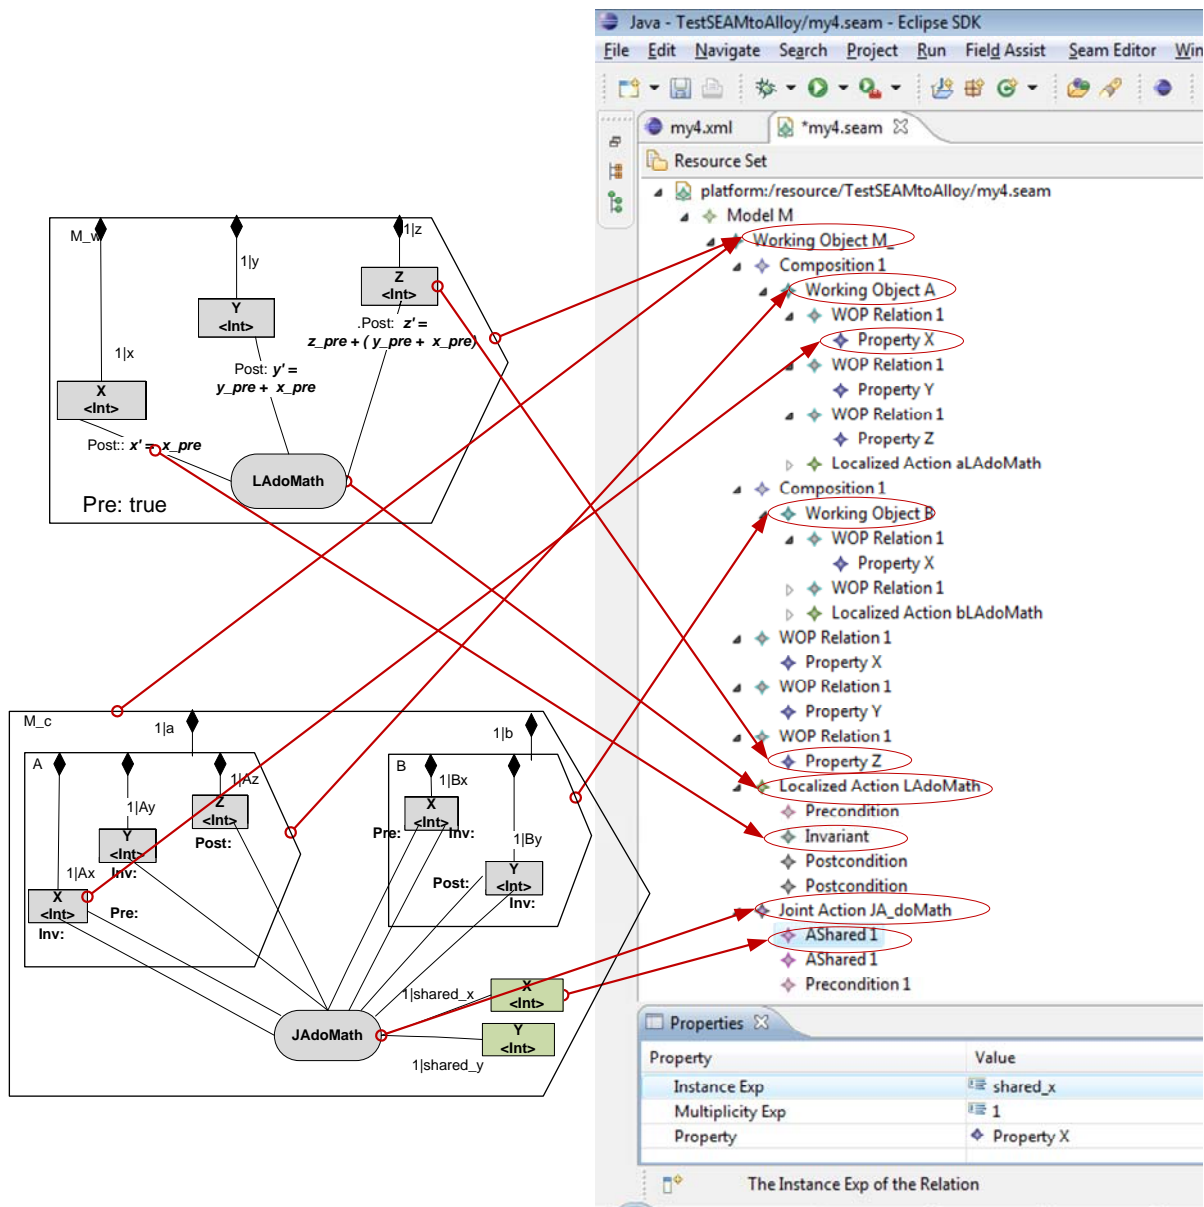 Java - TestSEAMtoAlloy/my4.seam - Eclipse SDK
File Edit Navigate Search Project Run Field Assist Seam Editor Win
my4.xml
*my4.seam
Resource Set
platform:/resource/TestSEAMtoAlloy/my4.seam
Model M
Working Object M_
Composition 1
Working Object A
WOP Relation 1
Property X
WOP Relation 1
Property Y
WOP Relation 1
Property Z
Localized Action aLAdoMath
Composition 1
Working Object B
WOP Relation 1
Property X
WOP Relation 1
Localized Action bLAdoMath
WOP Relation 1
Property X
WOP Relation 1
Property Y
WOP Relation 1
Property Z
Localized Action LAdoMath
Precondition
Invariant
Postcondition
Postcondition
Joint Action JA_doMath
AShared 1
AShared 1
Precondition 1
Properties
Property Value
Instance Exp shared_x
Multiplicity Exp 1
Property Property X
The Instance Exp of the Relation
M_w
1|z
1|y
Z
<Int>
Y
<Int>
.Post: z' =
z_pre + ( y_pre + x_pre)
1|x
Post: y' =
y_pre + x_pre
X
<Int>
Post:: x' = x_pre
LAdoMath
Pre: true
M_c
1|a
1|b
A
B
1|Az
1|Bx
Z
<Int>
1|Ay
X
<Int>
Y
<Int>
Post:
Pre:
Inv:
1|By
1|Ax
Inv:
Y
<Int>
Post:
Inv:
X
<Int>
Pre:
Inv:
1|shared_x
X
<Int>
JAdoMath
Y
<Int>
1|shared_y